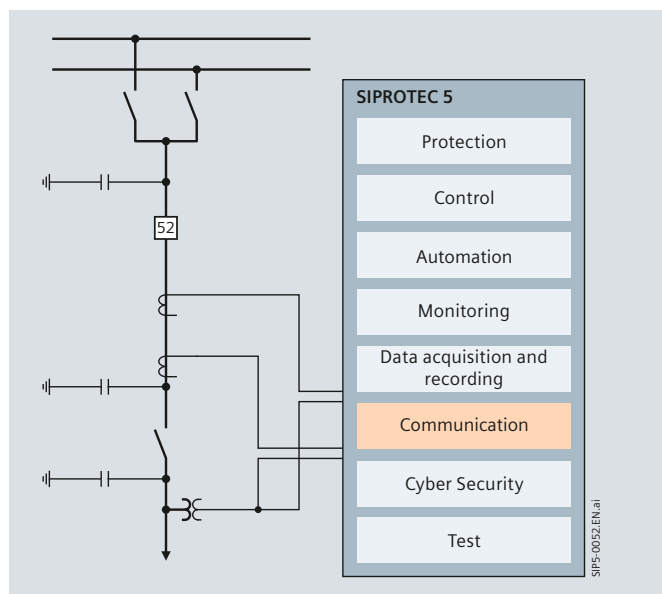 SIPROTEC 5
Protection
Control
52
Automation
Monitoring
Data acquisition and
recording
Communication
Cyber Security
Test
SIP5-0052.EN.ai